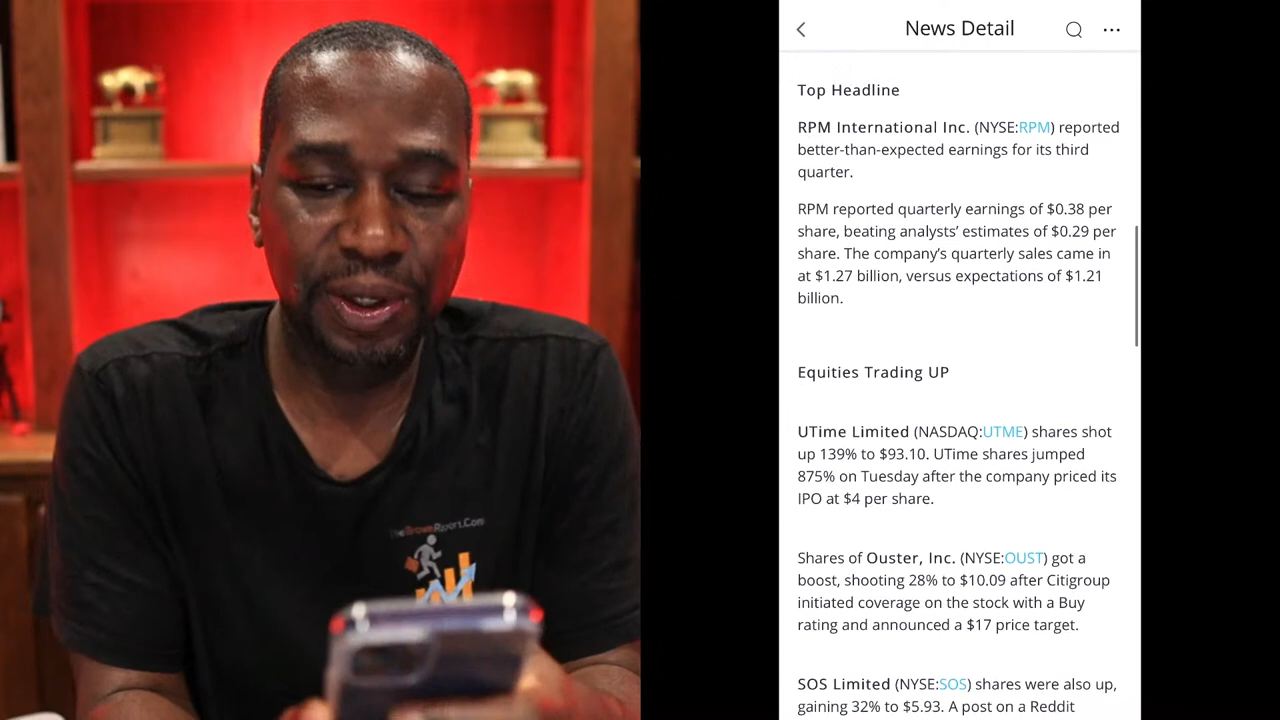 TheBrownReport.Com
News Detail
Top Headline
RPM International Inc. (NYSE:RPM) reported
better-than-expected earnings for its third
quarter.
RPM reported quarterly earnings of $0.38 per
share, beating analysts’ estimates of $0.29 per
share. The company’s quarterly sales came in
at $1.27 billion, versus expectations of $1.21
billion.
Equities Trading UP
UTime Limited (NASDAQ:UTME) shares shot
up 139% to $93.10. UTime shares jumped
875% on Tuesday after the company priced its
IPO at $4 per share.
Shares of Ouster, Inc. (NYSE:OUST) got a
boost, shooting 28% to $10.09 after Citigroup
initiated coverage on the stock with a Buy
rating and announced a $17 price target.
SOS Limited (NYSE:SOS) shares were also up,
gaining 32% to $5.93. A post on a Reddit